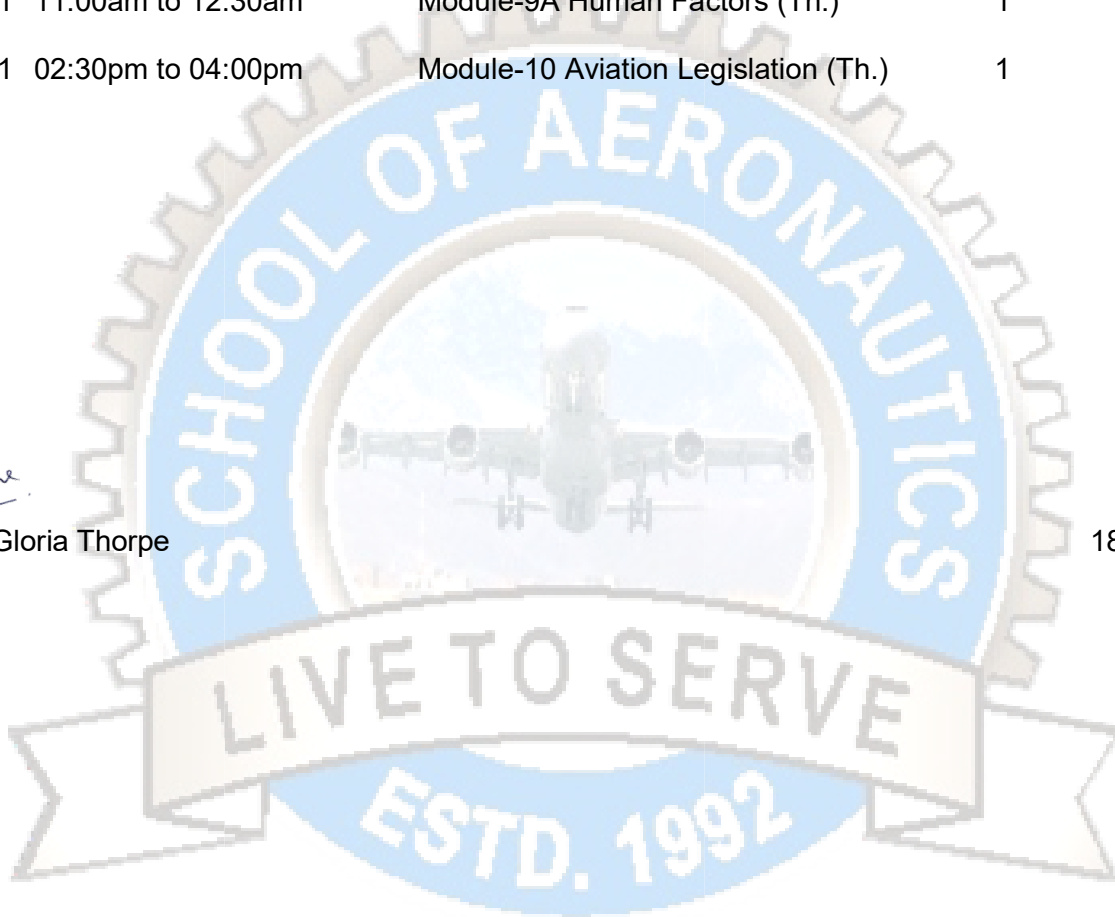 1 11:00am to 12:30am Module-9A Human Factors (Th.) 1
1 02:30pm to 04:00pm Module-10 Aviation Legislation (Th.) 1
SCHOOL OF AERONAUTICS
Gloria Thorpe 18
LIVE TO SERVE
ESTD. 1992